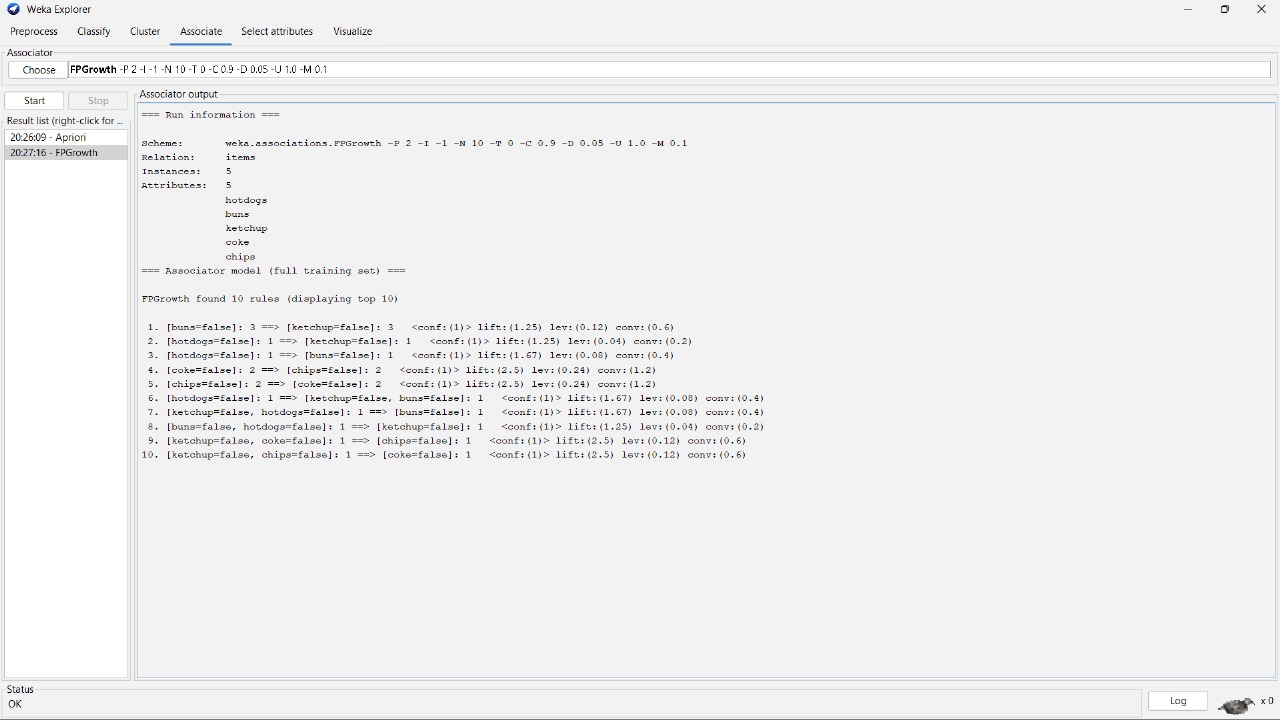 Weka Explorer
Preprocess Classify Cluster Associate Select attributes Visualize
Associator
Choose FPGrowth -P 2 -I -1 -N 10 -T 0 -C 0.9 -D 0.05 -U 1.0 -M 0.1
Start Stop
Result list (right-click for ...
20:26:09 - Apriori
20:27:16 - FPGrowth
Associator output
=== Run information ===
Scheme: weka.associations.FPGrowth -P 2 -I -1 -N 10 -T 0 -C 0.9 -D 0.05 -U 1.0 -M 0.1
Relation: items
Instances: 5
Attributes: 5
hotdogs
buns
ketchup
coke
chips
=== Associator model (full training set) ===
FPGrowth found 10 rules (displaying top 10)
1. [buns=false]: 3 ==> [ketchup=false]: 3 <conf:(1)> lift:(1.25) lev:(0.12) conv:(0.6)
2. [hotdogs=false]: 1 ==> [ketchup=false]: 1 <conf:(1)> lift:(1.25) lev:(0.04) conv:(0.2)
3. [hotdogs=false]: 1 ==> [buns=false]: 1 <conf:(1)> lift:(1.67) lev:(0.08) conv:(0.4)
4. [coke=false]: 2 ==> [chips=false]: 2 <conf:(1)> lift:(2.5) lev:(0.24) conv:(1.2)
5. [chips=false]: 2 ==> [coke=false]: 2 <conf:(1)> lift:(2.5) lev:(0.24) conv:(1.2)
6. [hotdogs=false]: 1 ==> [ketchup=false, buns=false]: 1 <conf:(1)> lift:(1.67) lev:(0.08) conv:(0.4)
7. [ketchup=false, hotdogs=false]: 1 ==> [buns=false]: 1 <conf:(1)> lift:(1.67) lev:(0.08) conv:(0.4)
8. [buns=false, hotdogs=false]: 1 ==> [ketchup=false]: 1 <conf:(1)> lift:(1.25) lev:(0.04) conv:(0.2)
9. [ketchup=false, coke=false]: 1 ==> [chips=false]: 1 <conf:(1)> lift:(2.5) lev:(0.12) conv:(0.6)
10. [ketchup=false, chips=false]: 1 ==> [coke=false]: 1 <conf:(1)> lift:(2.5) lev:(0.12) conv:(0.6)
Status
OK
Log
x 0